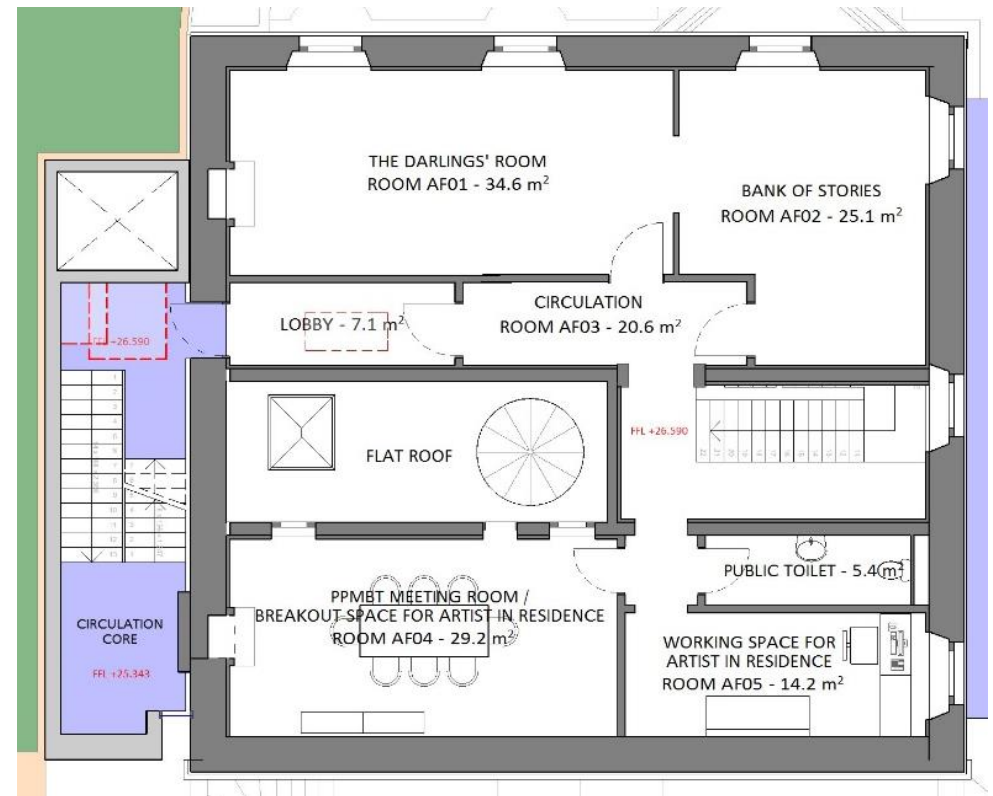 THE DARLINGS' ROOM
ROOM AF01 - 34.6 m²
BANK OF STORIES
ROOM AF02 - 25.1 m²
LOBBY - 7.1 m²
CIRCULATION
ROOM AF03 - 20.6 m²
FFL +26.590
FFL +26.590
FLAT ROOF
PUBLIC TOILET - 5.4 m²
PPMBT MEETING ROOM /
BREAKOUT SPACE FOR ARTIST IN RESIDENCE
ROOM AF04 - 29.2 m²
WORKING SPACE FOR
ARTIST IN RESIDENCE
ROOM AF05 - 14.2 m²
CIRCULATION
CORE
FFL +25.343